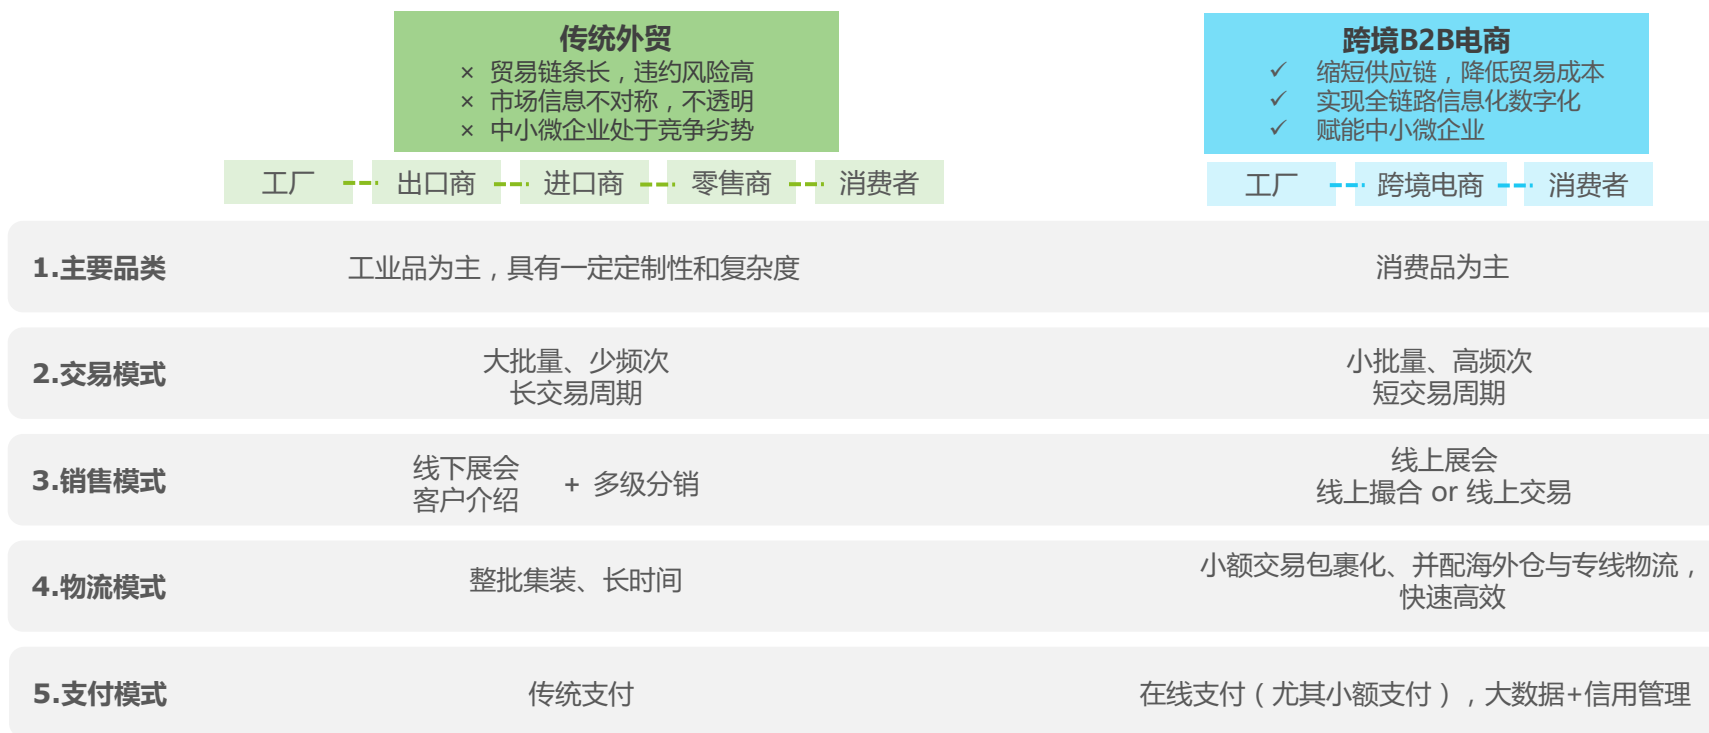 传统外贸
× 贸易链条长，违约风险高
× 市场信息不对称，不透明
× 中小微企业处于竞争劣势
跨境B2B电商
✓ 缩短供应链，降低贸易成本
✓ 实现全链路信息化数字化
✓ 赋能中小微企业
工厂 出口商 进口商 零售商 消费者
工厂 跨境电商 消费者
1.主要品类
工业品为主，具有一定定制性和复杂度
消费品为主
2.交易模式
大批量、少频次
长交易周期
小批量、高频次
短交易周期
3.销售模式
线下展会
客户介绍
+ 多级分销
线上展会
线上撮合 or 线上交易
4.物流模式
整批集装、长时间
小额交易包裹化、并配海外仓与专线物流，
快速高效
5.支付模式
传统支付
在线支付（尤其小额支付），大数据+信用管理